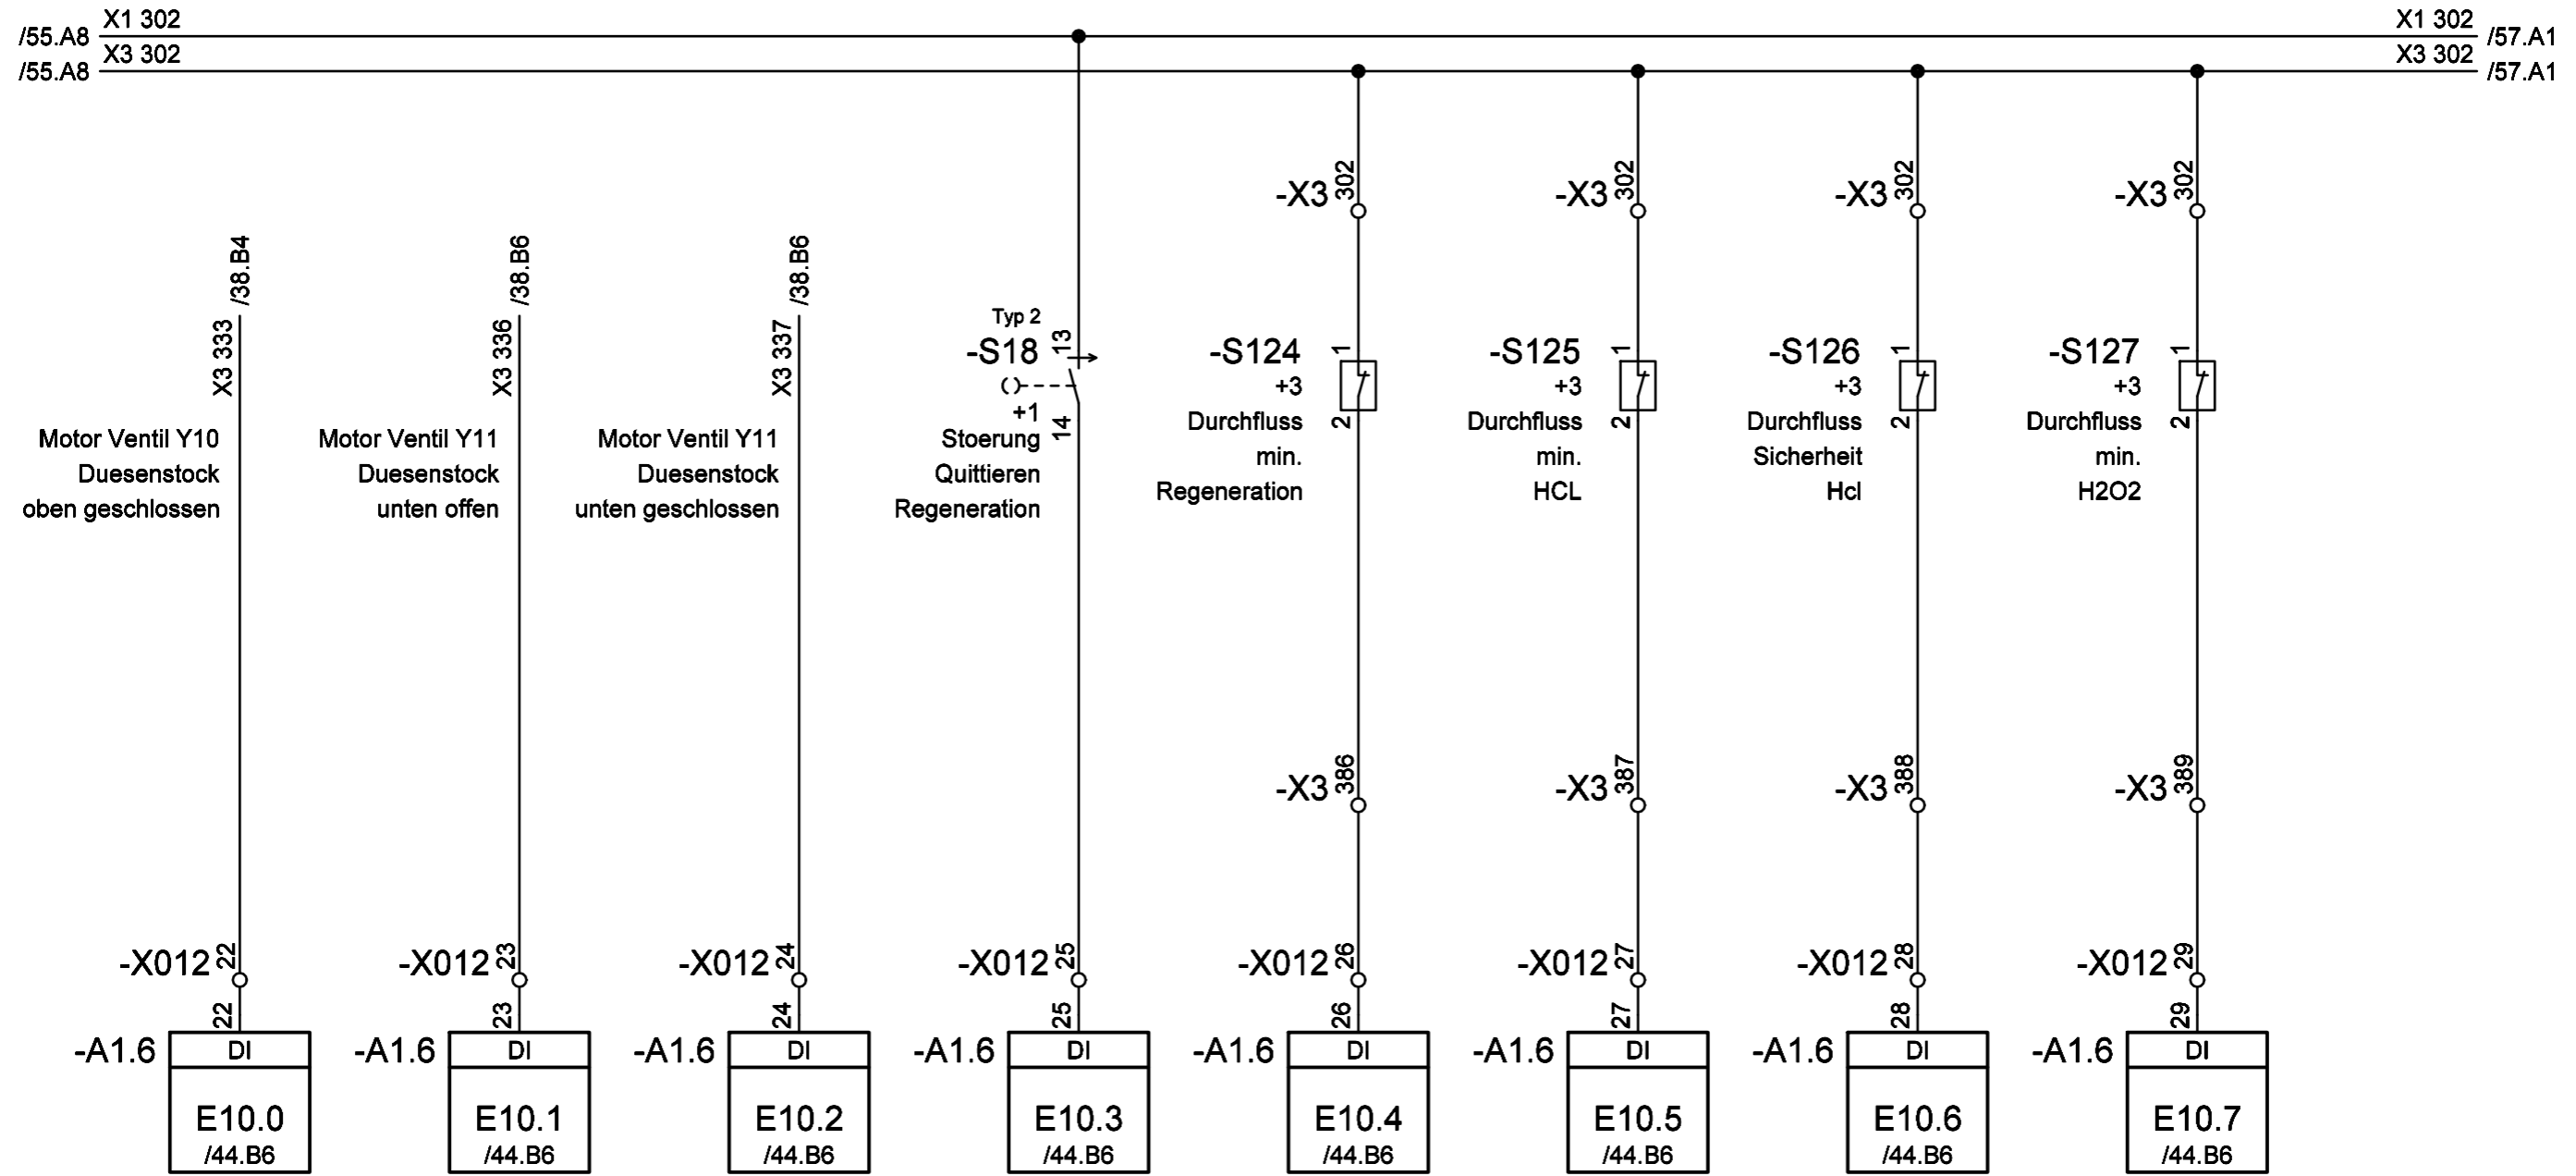 X1 302
/55.A8
X3 302
/55.A8
X1 302
/57.A1
X3 302
/57.A1
/38.B4
X3 333
Motor Ventil Y10
Duesenstock
oben geschlossen
-X012 22
22
-A1.6
DI
E10.0
/44.B6
/38.B6
X3 336
Motor Ventil Y11
Duesenstock
unten offen
-X012 23
23
-A1.6
DI
E10.1
/44.B6
/38.B6
X3 337
Motor Ventil Y11
Duesenstock
unten geschlossen
-X012 24
24
-A1.6
DI
E10.2
/44.B6
Typ 2
-S18 13
+1
14
Stoerung
Quittieren
Regeneration
-X012 25
25
-A1.6
DI
E10.3
/44.B6
-X3 302
-S124 1
+3
Durchfluss 2
min.
Regeneration
-X3 386
-X012 26
26
-A1.6
DI
E10.4
/44.B6
-X3 302
-S125 1
+3
Durchfluss 2
min.
HCL
-X3 387
-X012 27
27
-A1.6
DI
E10.5
/44.B6
-X3 302
-S126 1
+3
Durchfluss 2
Sicherheit
Hcl
-X3 388
-X012 28
28
-A1.6
DI
E10.6
/44.B6
-X3 302
-S127 1
+3
Durchfluss 2
min.
H2O2
-X3 389
-X012 29
29
-A1.6
DI
E10.7
/44.B6